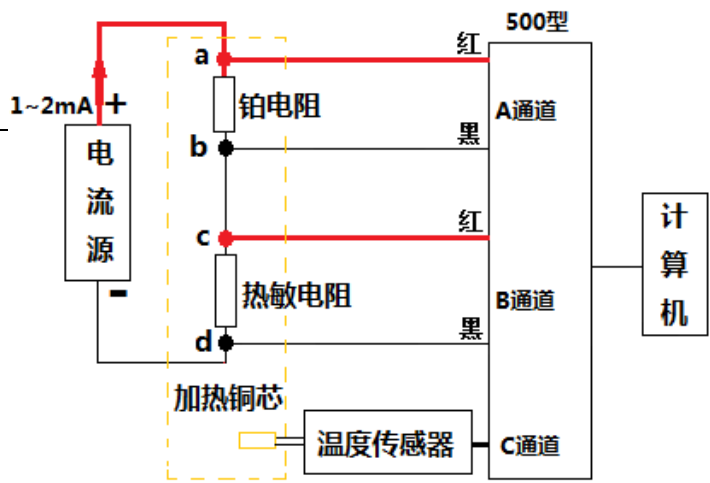 500型
红
a
1~2mA +
铂电阻
A通道
电流源
b
黑
红
c
计算机
热敏电阻
B通道
-
黑
d
加热铜芯
温度传感器
C通道